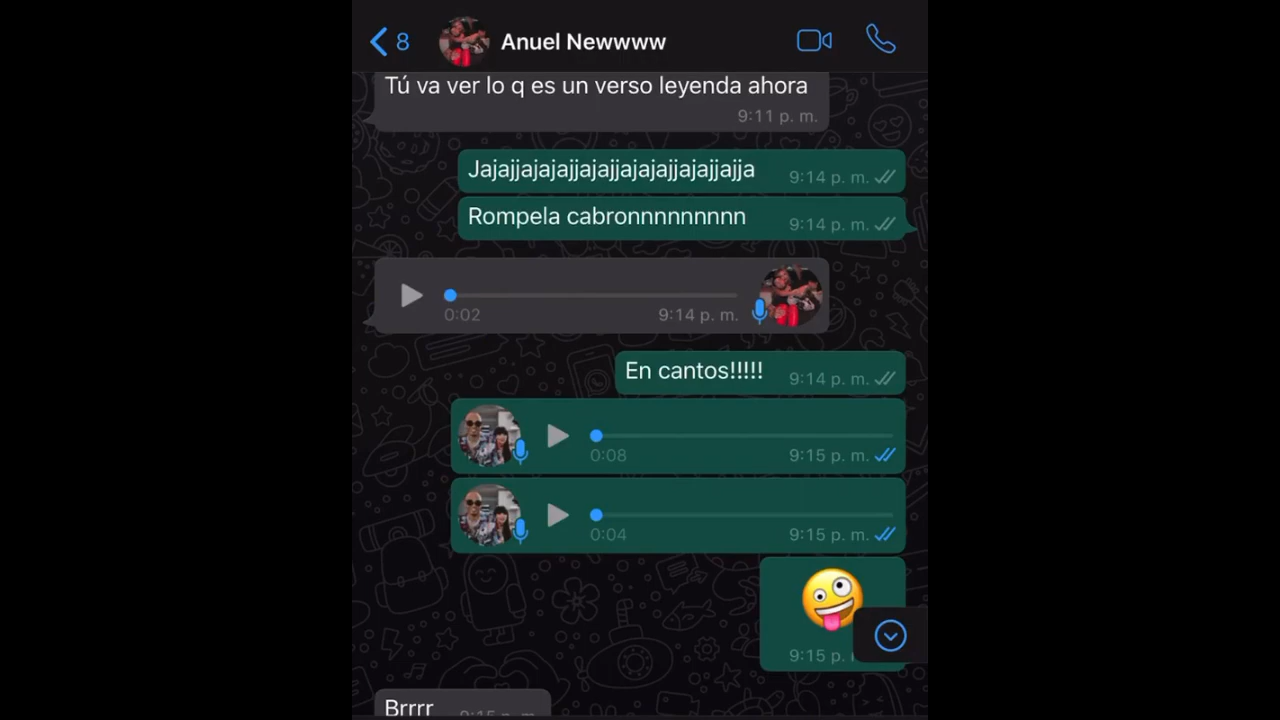 8
Anuel Newwww
Tú va ver lo q es un verso leyenda ahora
9:11 p. m.
Jajajjajajajjajajjajajajjajajjajja
9:14 p. m.
Rompela cabronnnnnnnnn
9:14 p. m.
0:02
9:14 p. m.
En cantos!!!!!
9:14 p. m.
0:08
9:15 p. m.
0:04
9:15 p. m.
9:15 p.
Brrrr
9:15 p. m.